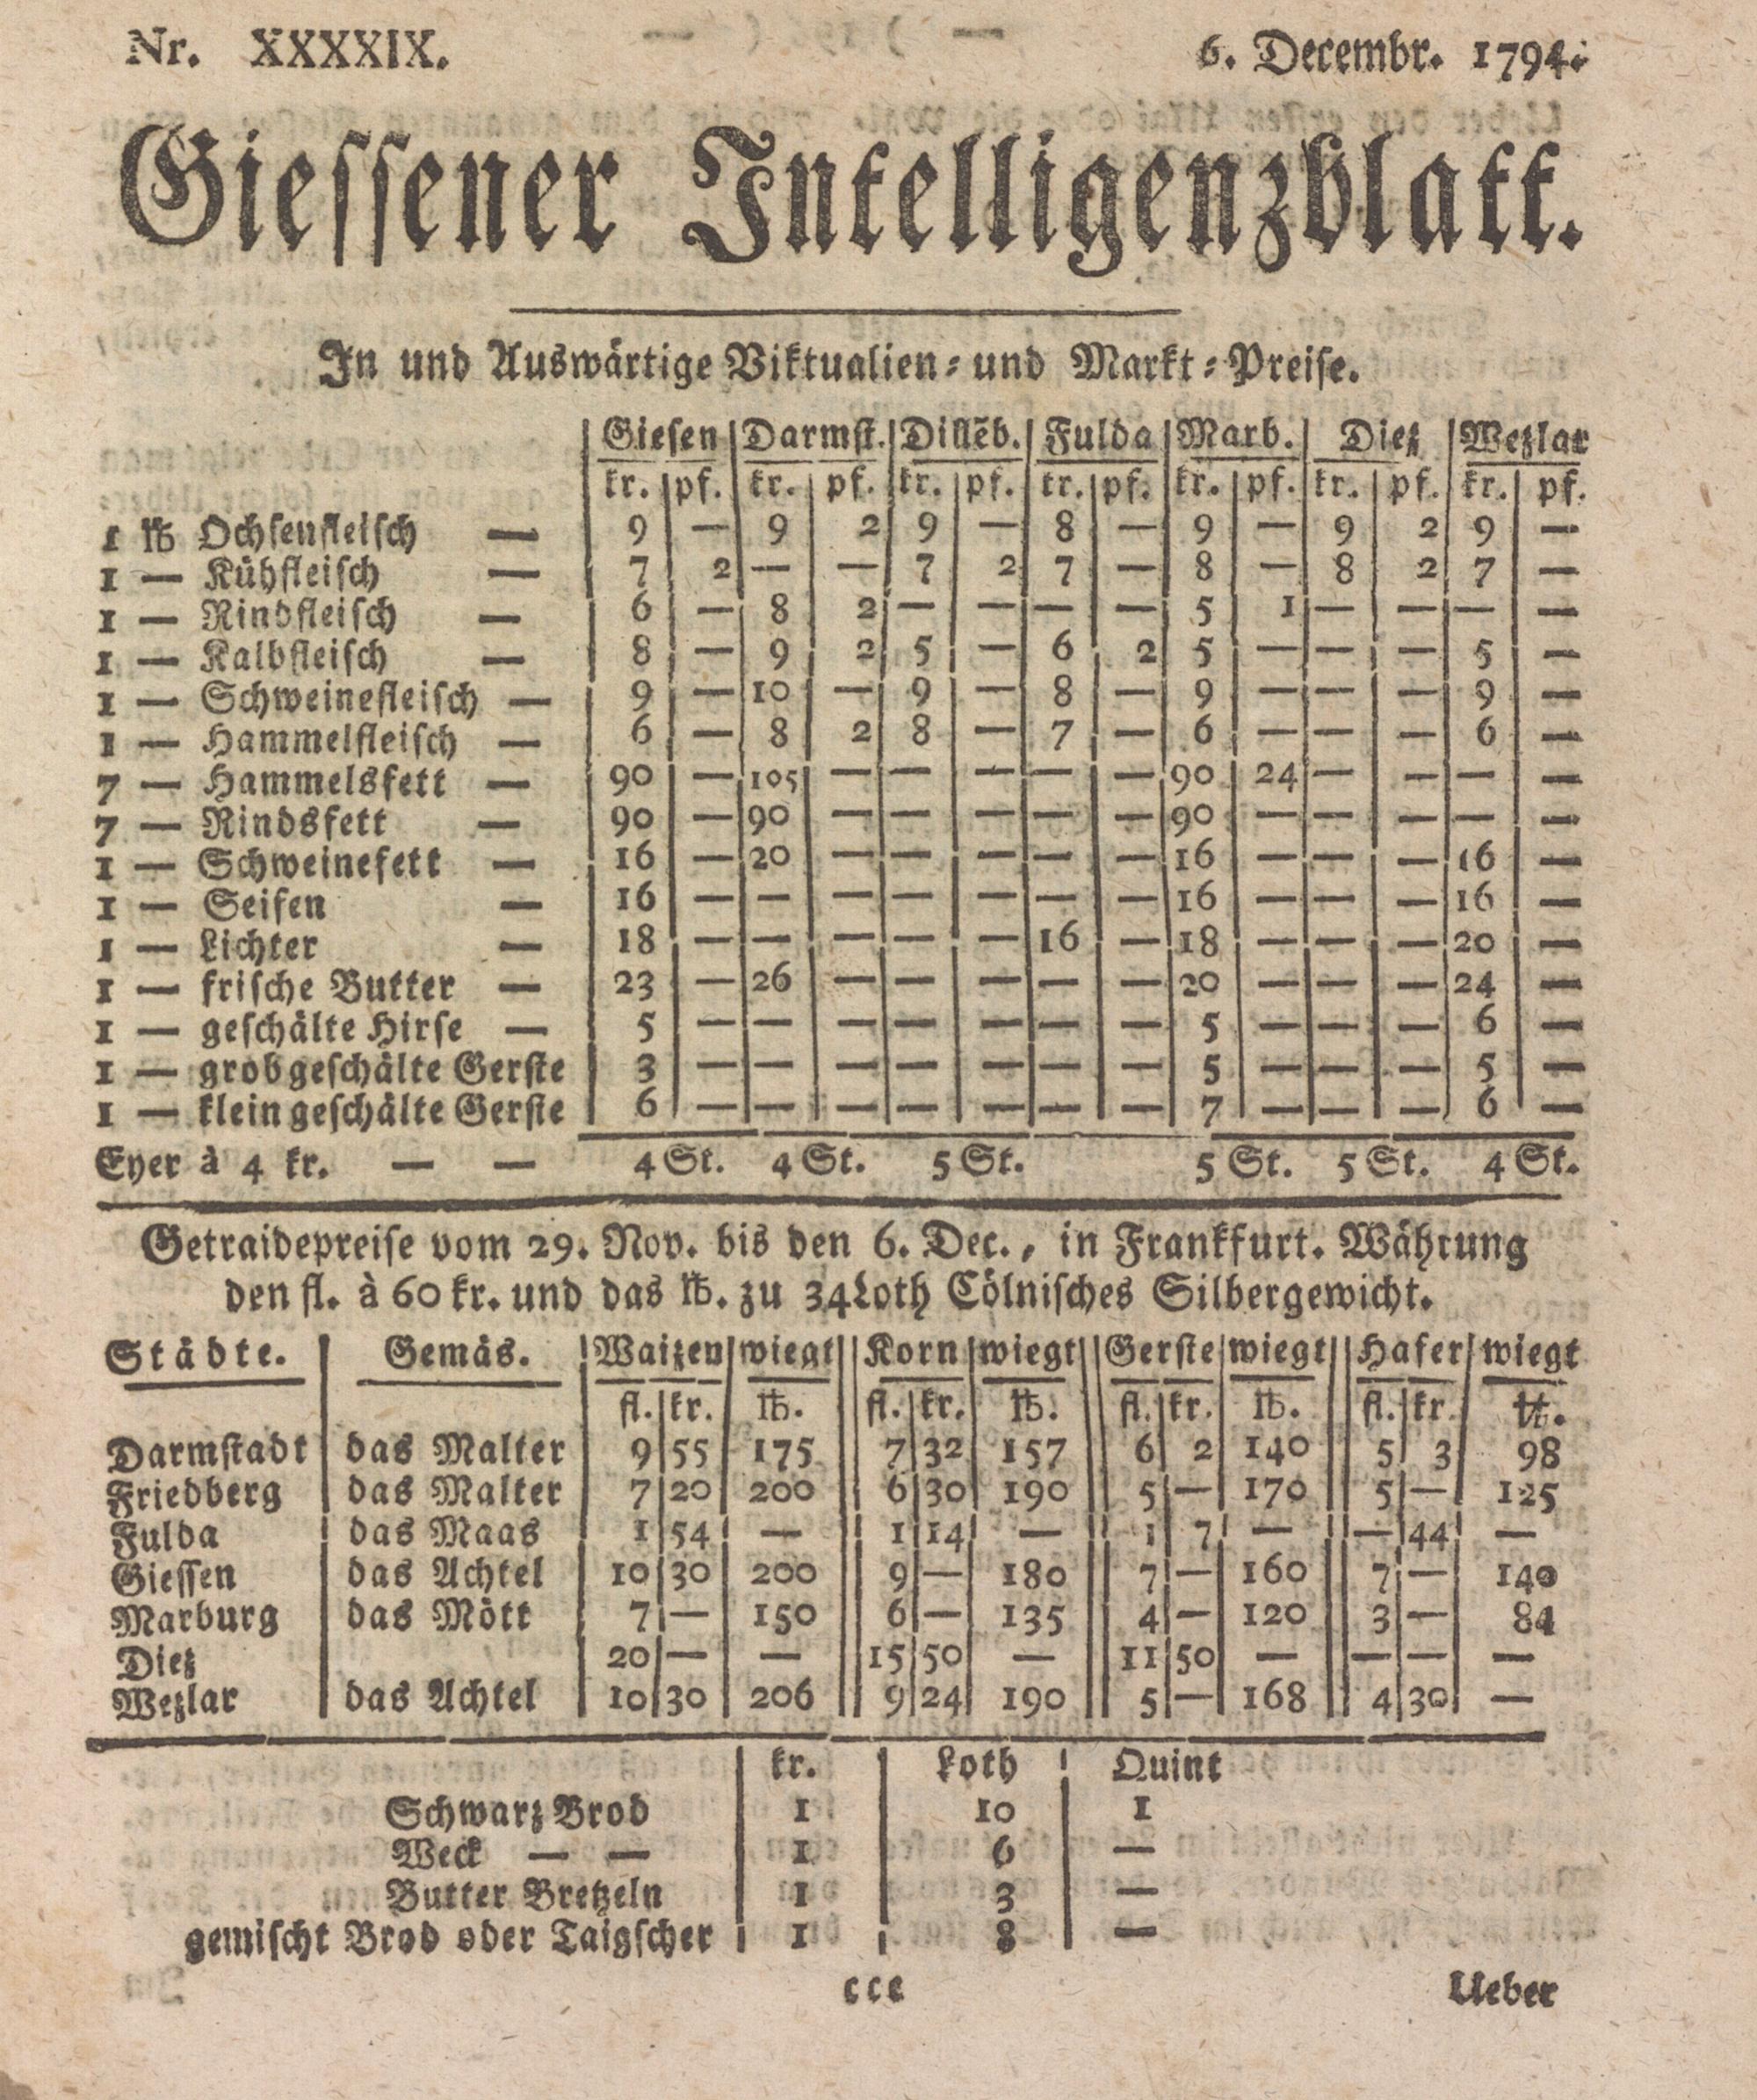 Nr. XXXXIX. 6. Decembr. 1794.
Giessener Intelligenzblatt.
In und Auswärtige Viktualien- und Markt-Preise.
Giesen Darmst. Dillēb. Fulda Marb. Diez Wezlar
kr. pf. kr. pf. kr. pf. kr. pf. kr. pf. kr. pf. kr. pf.
1 ℔ Ochsenfleisch — 9 — 9 2 9 — 8 — 9 — 9 2 9 —
1 — Kühfleisch — 7 2 — — 7 2 7 — 8 — 8 2 7 —
1 — Rindfleisch — 6 — 8 2 — — — — 5 1 — — — —
1 — Kalbfleisch — 8 — 9 2 5 — 6 2 5 — — — 5 —
1 — Schweinefleisch — 9 — 10 — 9 — 8 — 9 — — — 9 —
1 — Hammelfleisch — 6 — 8 2 8 — 7 — 6 — — — 6 —
7 — Hammelsfett — 90 — 105 — — — — — 90 24 — — — —
7 — Rindsfett — 90 — 90 — — — — — 90 — — — — —
1 — Schweinefett — 16 — 20 — — — — — 16 — — — 16 —
1 — Seifen — 16 — — — — — — — 16 — — — 16 —
1 — Lichter — 18 — — — — — 16 — 18 — — — 20 —
1 — frische Butter — 23 — 26 — — — — — 20 — — — 24 —
1 — geschälte Hirse — 5 — — — — — — — 5 — — — 6 —
1 — grob geschälte Gerste 3 — — — — — — — 5 — — — 5 —
1 — klein geschälte Gerste 6 — — — — — — — 7 — — — 6 —
Eyer à 4 kr. — — 4 St. 4 St. 5 St. 5 St. 5 St. 4 St.
Getraidepreise vom 29. Nov. bis den 6. Dec., in Frankfurt. Währung
den fl. à 60 kr. und das ℔. zu 34 Loth Cölnisches Silbergewicht.
Städte. Gemäs. Waizen wiegt Korn wiegt Gerste wiegt Hafer wiegt
fl. kr. ℔. fl. kr. ℔. fl. kr. ℔. fl. kr. ℔.
Darmstadt das Malter 9 55 175 7 32 157 6 2 140 5 3 98
Friedberg das Malter 7 20 200 6 30 190 5 — 170 5 — 125
Fulda das Maas 1 54 — 1 14 — 1 7 — — 44 —
Giessen das Achtel 10 30 200 9 — 180 7 — 160 7 — 140
Marburg das Mött 7 — 150 6 — 135 4 — 120 3 — 84
Diez 20 — — 15 50 — 11 50 — — — —
Wezlar das Achtel 10 30 206 9 24 190 5 — 168 4 30 —
kr. Loth Quint
Schwarz Brod 1 10 1
Weck — — 1 6 —
Butter Bretzeln 1 3 —
gemischt Brod oder Taigscher 1 8 —
ccc Ueber